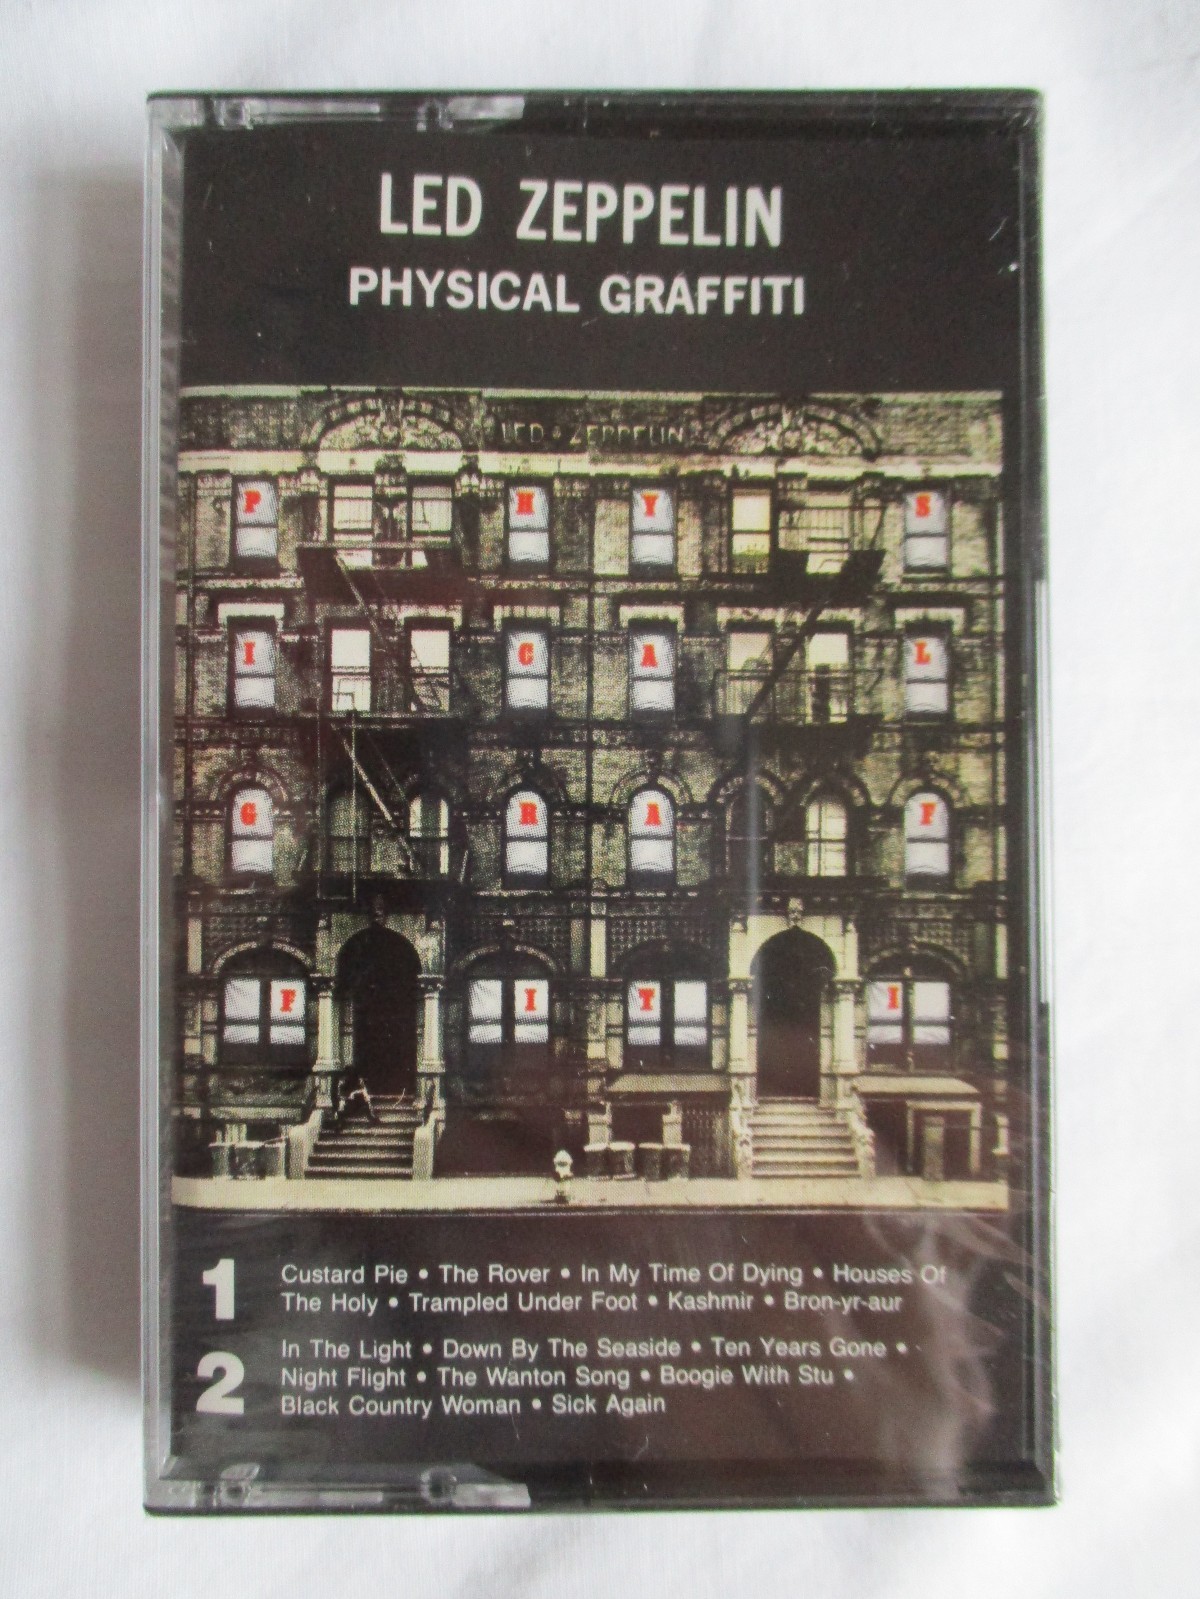 LED ZEPPELIN
PHYSICAL GRAFFITI
LED ZEPPELIN
P H Y S
I C A L
G R A F
F I T I
1
Custard Pie • The Rover • In My Time Of Dying • Houses Of
The Holy • Trampled Under Foot • Kashmir • Bron-yr-aur
2
In The Light • Down By The Seaside • Ten Years Gone •
Night Flight • The Wanton Song • Boogie With Stu •
Black Country Woman • Sick Again